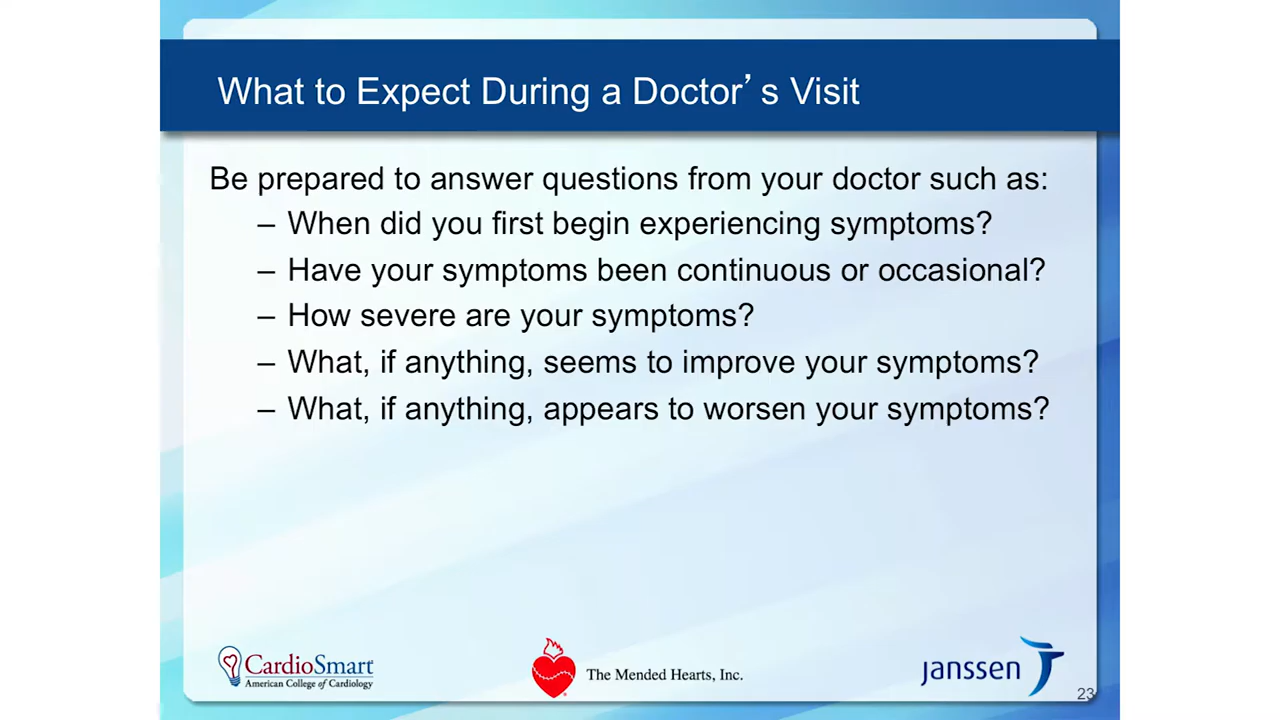 What to Expect During a Doctor’s Visit
Be prepared to answer questions from your doctor such as:
– When did you first begin experiencing symptoms?
– Have your symptoms been continuous or occasional?
– How severe are your symptoms?
– What, if anything, seems to improve your symptoms?
– What, if anything, appears to worsen your symptoms?
CardioSmart
American College of Cardiology
The Mended Hearts, Inc.
janssen
23